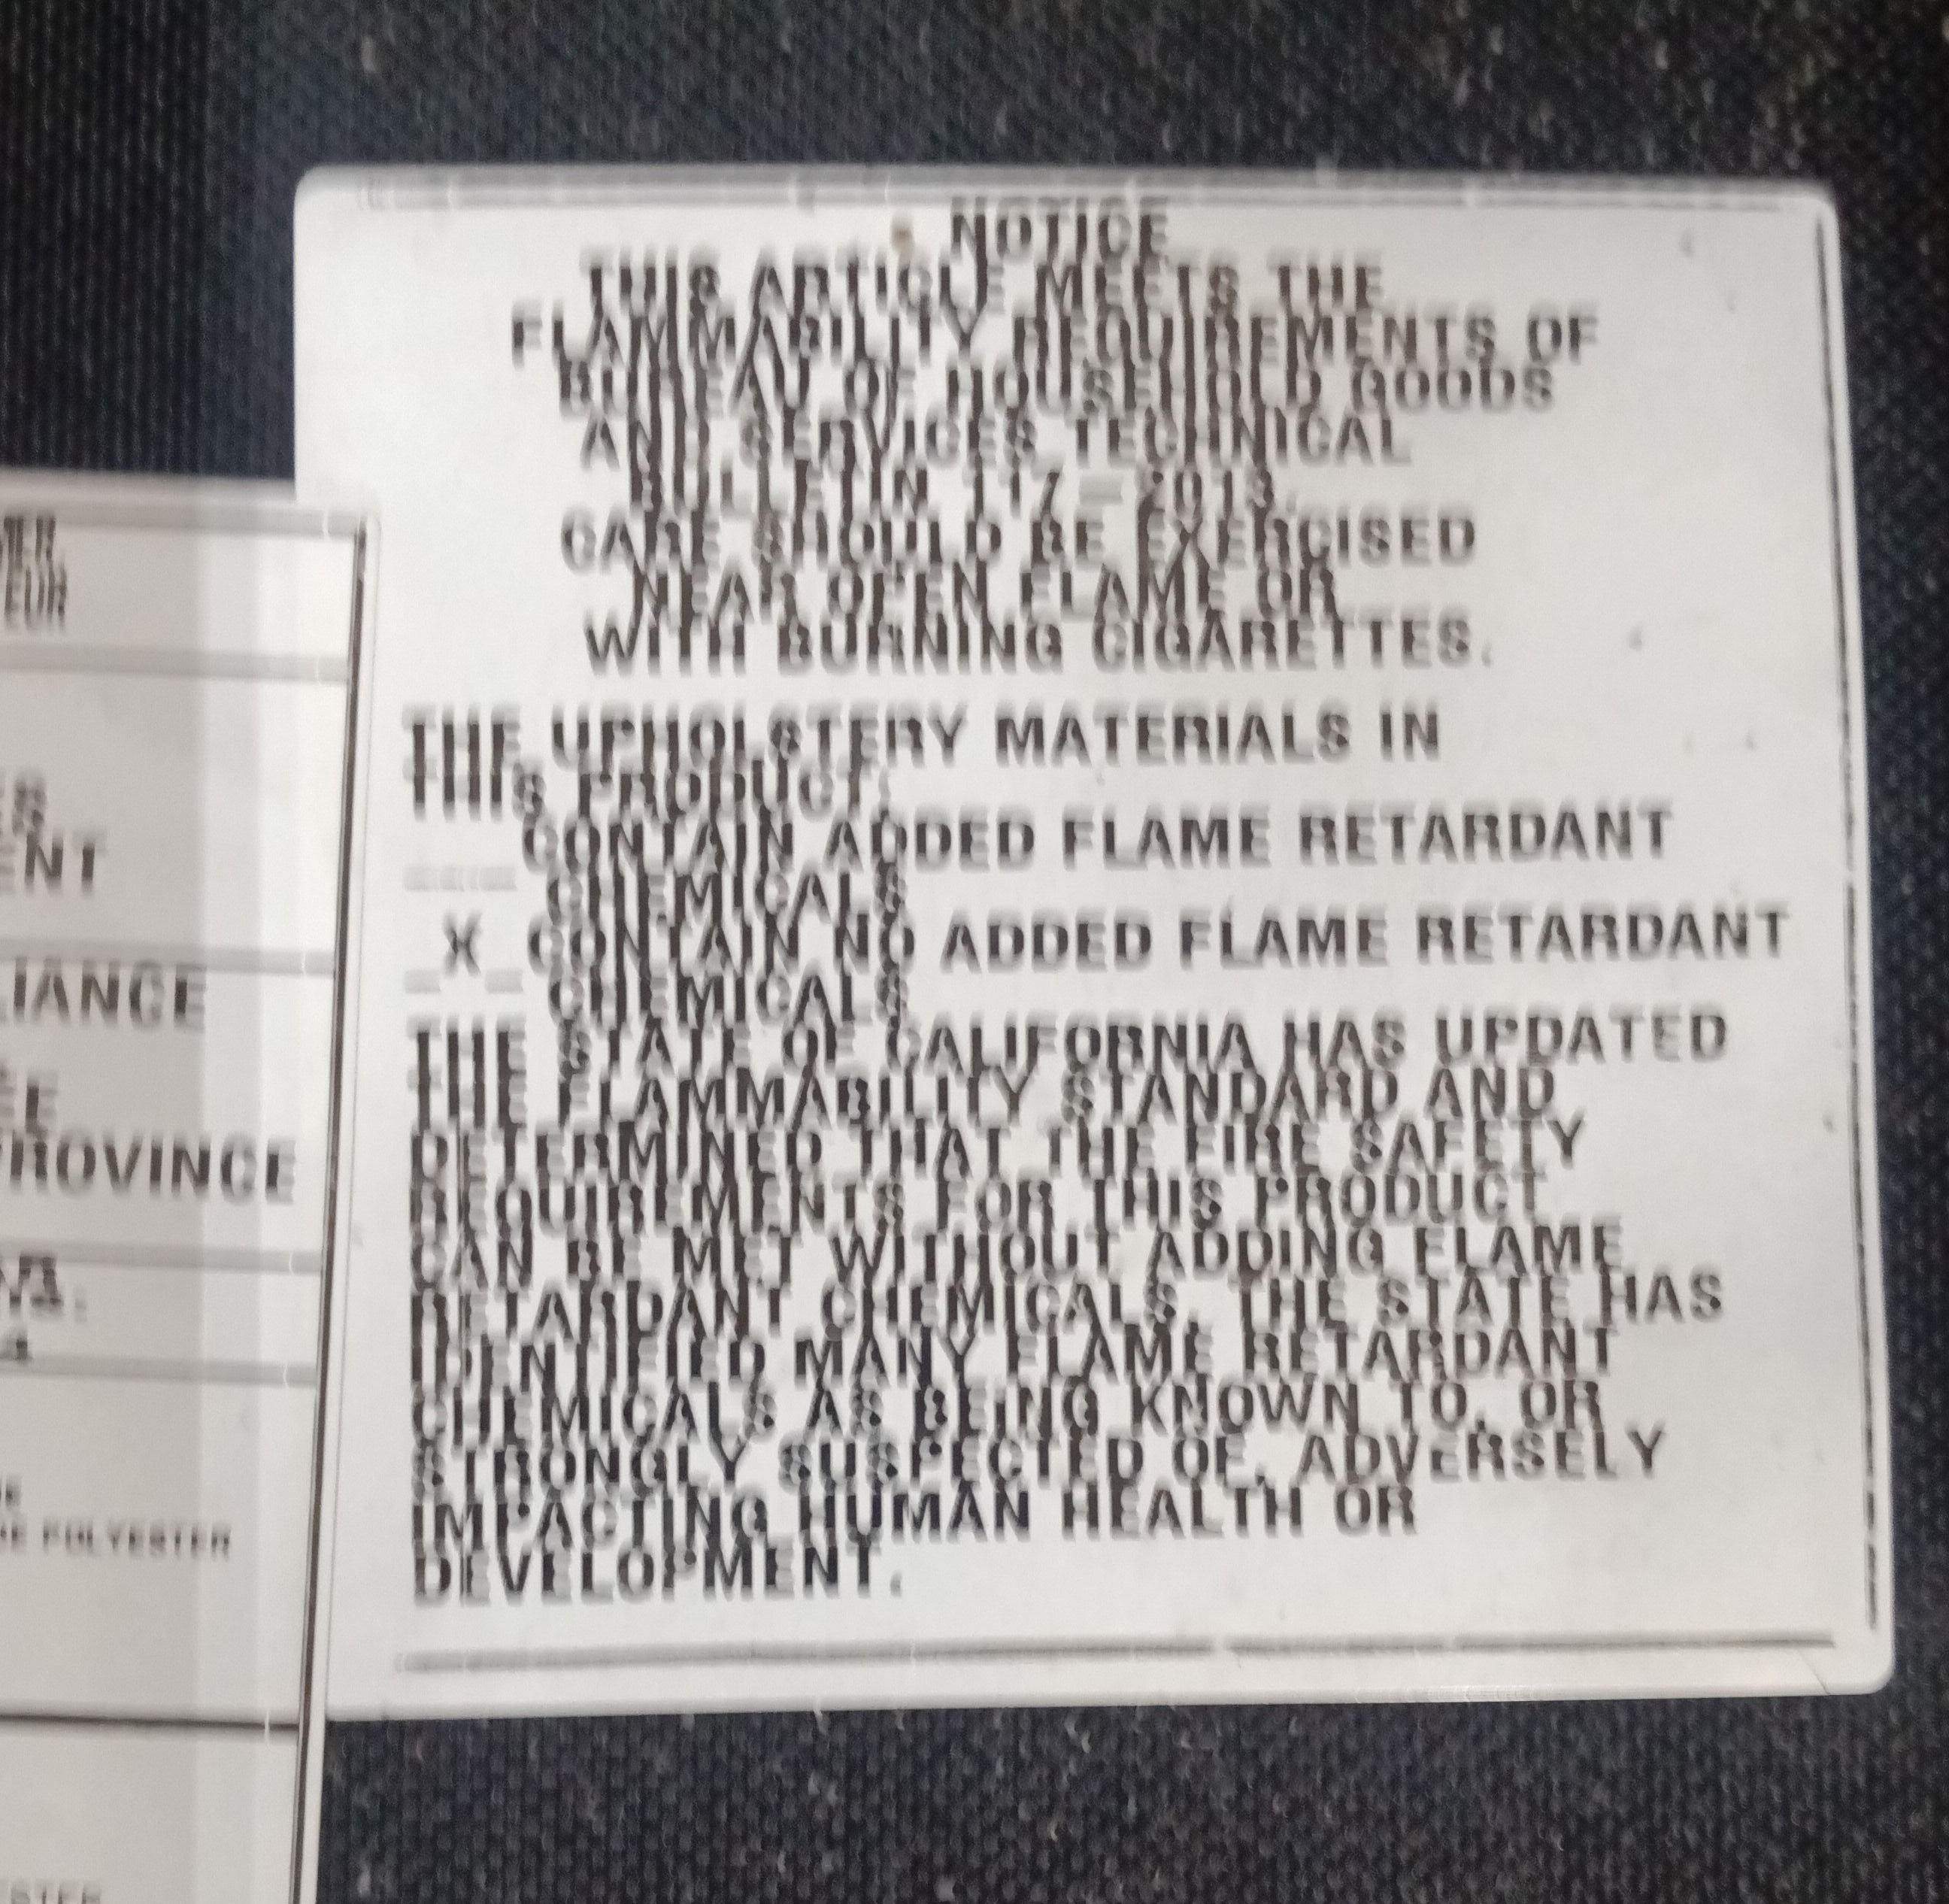 NOTICE
THIS ARTICLE MEETS THE
FLAMMABILITY REQUIREMENTS OF
BUREAU OF HOUSEHOLD GOODS
AND SERVICES TECHNICAL
BULLETIN 117-2013.
CARE SHOULD BE EXERCISED
NEAR OPEN FLAME OR
WITH BURNING CIGARETTES.
THE UPHOLSTERY MATERIALS IN
THIS PRODUCT:
___CONTAIN ADDED FLAME RETARDANT
CHEMICALS
_X_CONTAIN NO ADDED FLAME RETARDANT
CHEMICALS
THE STATE OF CALIFORNIA HAS UPDATED
THE FLAMMABILITY STANDARD AND
DETERMINED THAT THE FIRE SAFETY
REQUIREMENTS FOR THIS PRODUCT
CAN BE MET WITHOUT ADDING FLAME
RETARDANT CHEMICALS. THE STATE HAS
IDENTIFIED MANY FLAME RETARDANT
CHEMICALS AS BEING KNOWN TO, OR
STRONGLY SUSPECTED OF, ADVERSELY
IMPACTING HUMAN HEALTH OR
DEVELOPMENT.
ENT
LIANCE
PROVINCE
POLYESTER